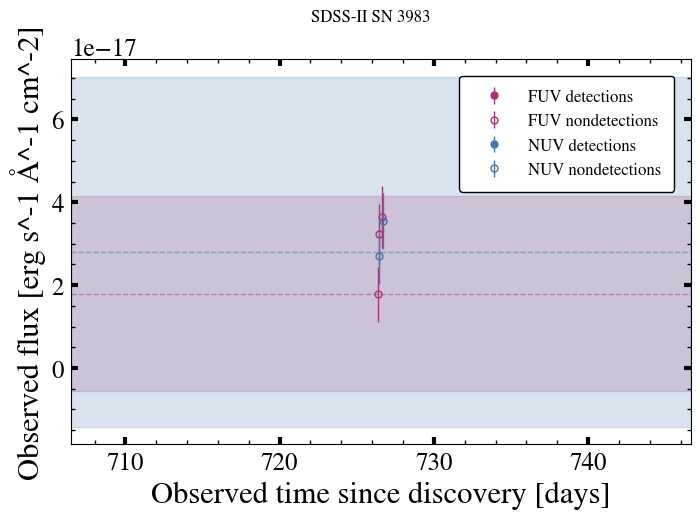 SDSS-II SN 3983
1e−17
Observed flux [erg s^-1 Å^-1 cm^-2]
6
4
2
0
FUV detections
FUV nondetections
NUV detections
NUV nondetections
710 720 730 740
Observed time since discovery [days]